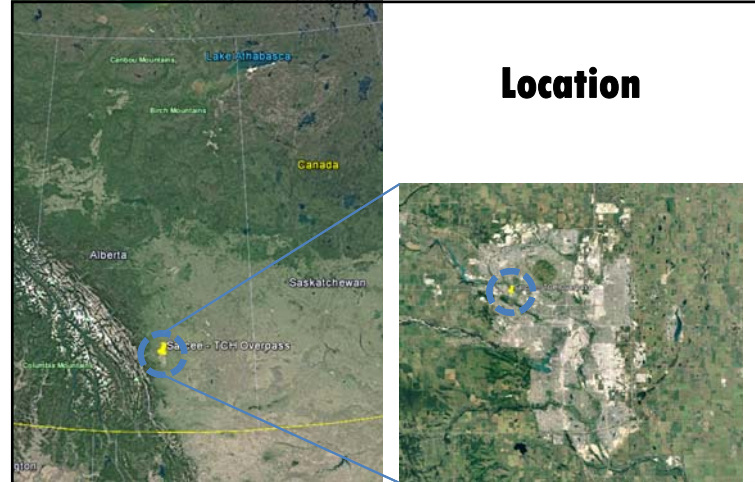 Location
Lake Athabasca
Caribou Mountains
Birch Mountains
Canada
Alberta
Saskatchewan
Sarcee - TCH Overpass
Columbia Mountains